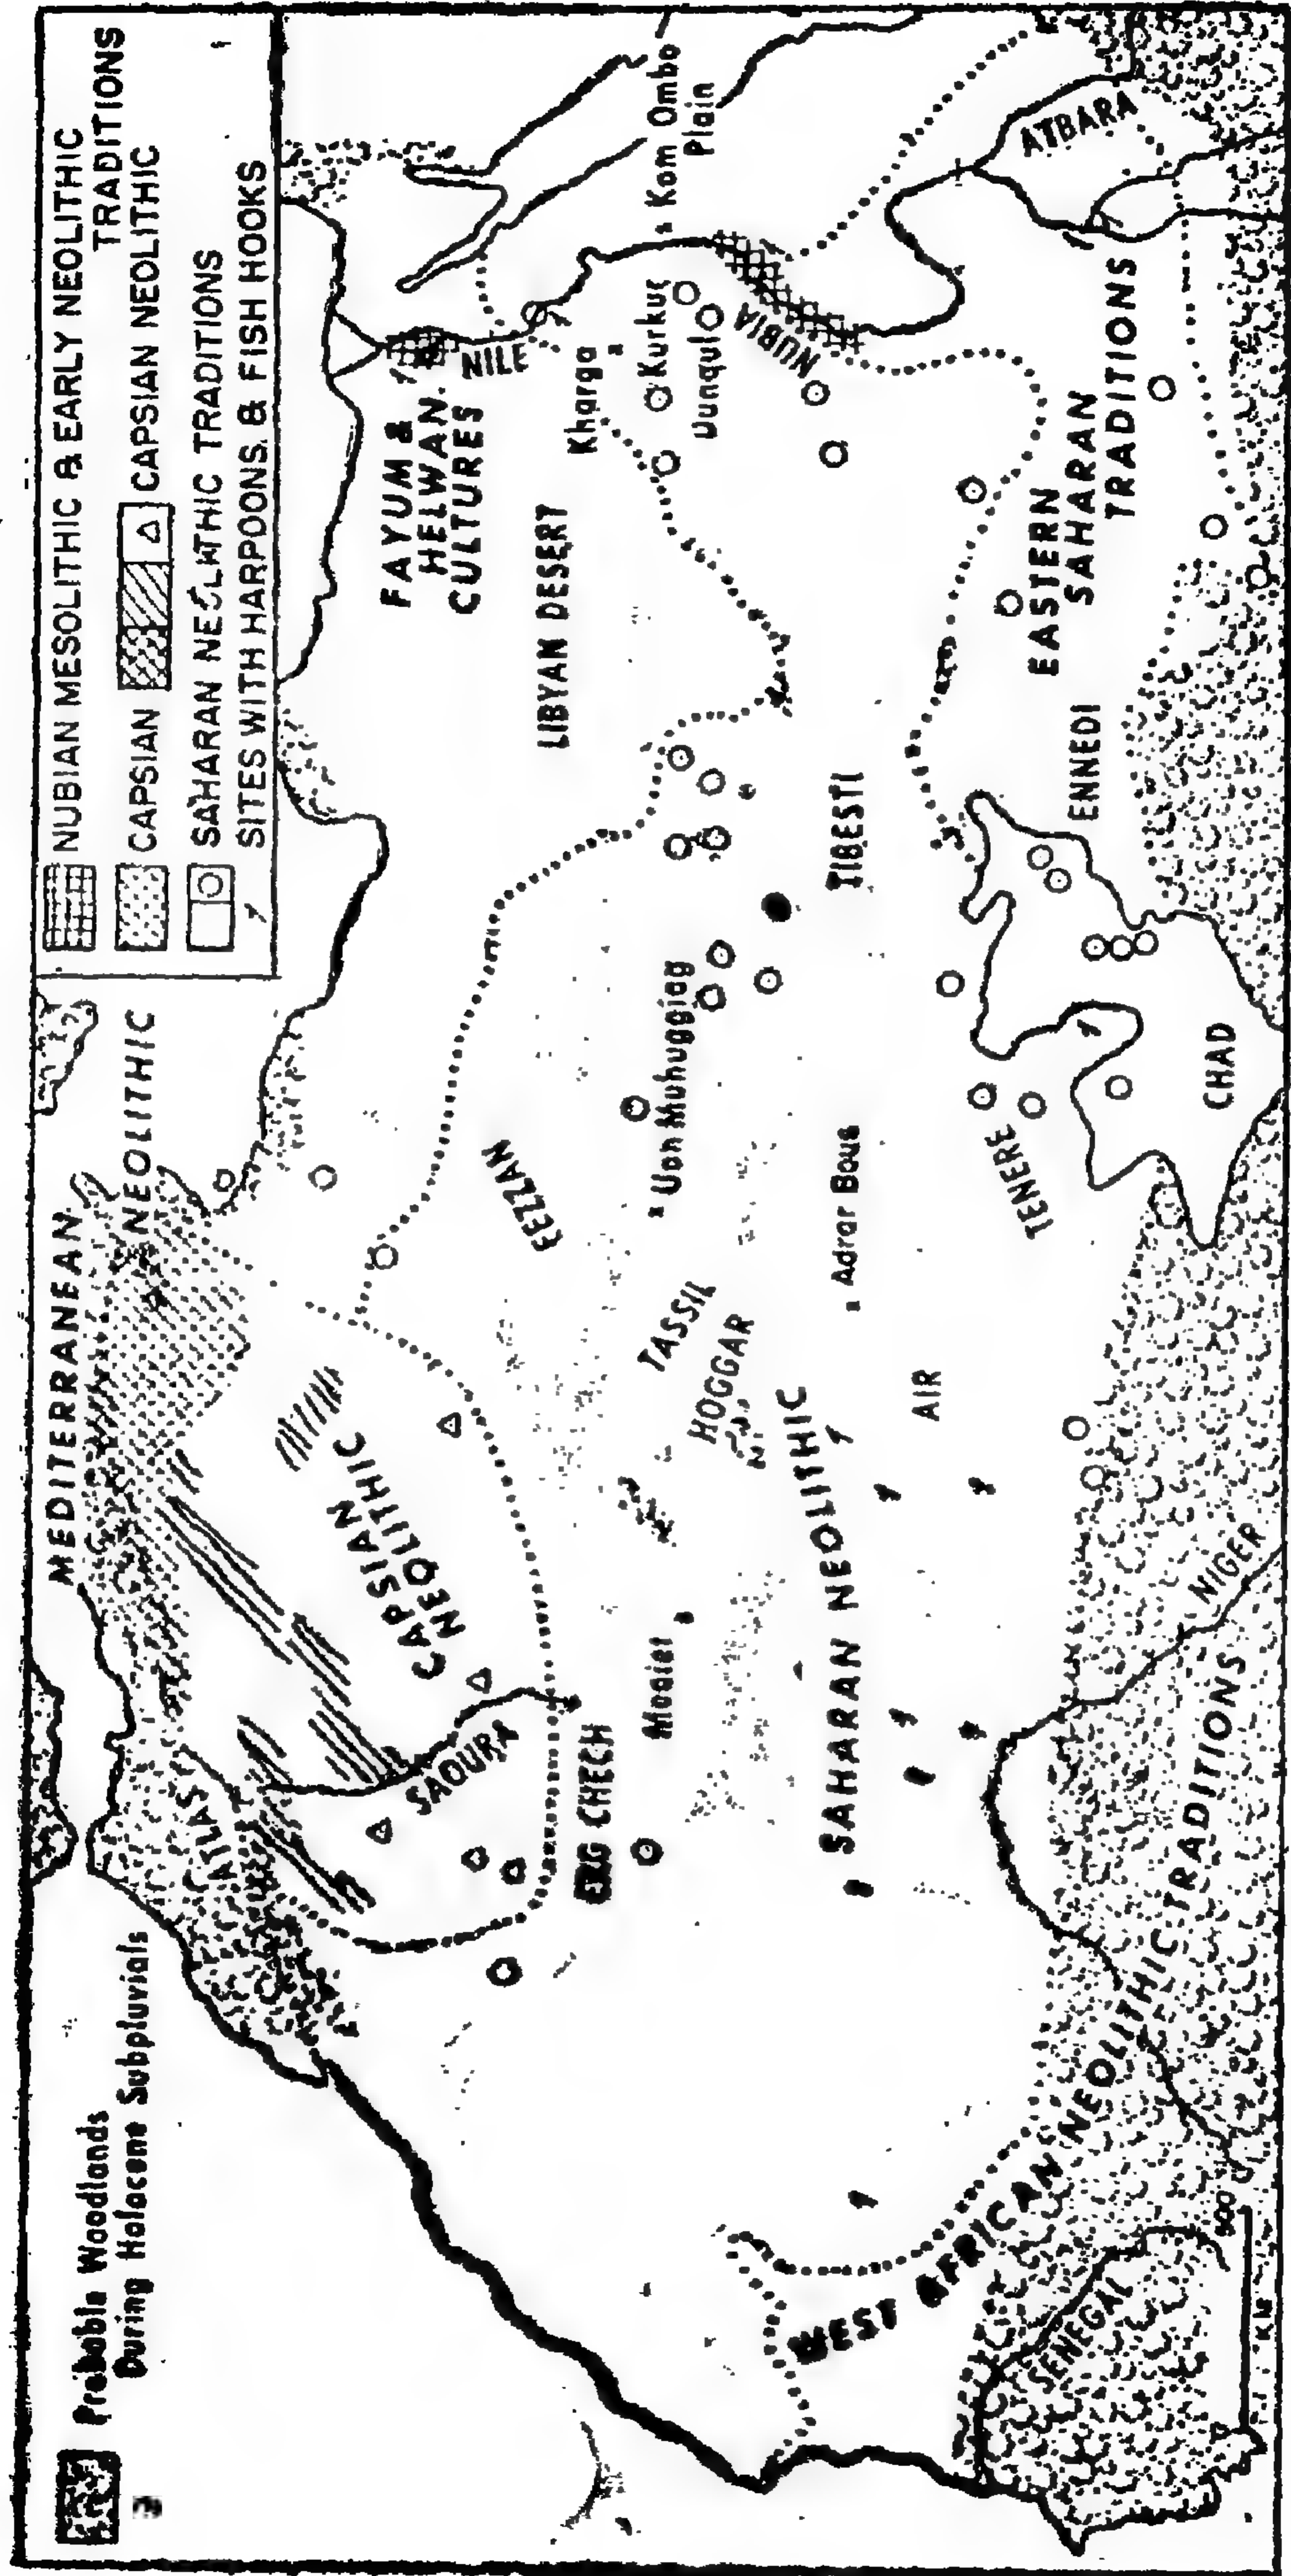 Probable Woodlands
During Holocene Subpluvials
NUBIAN MESOLITHIC & EARLY NEOLITHIC
TRADITIONS
CAPSIAN
CAPSIAN NEOLITHIC
SAHARAN NEOLITHIC TRADITIONS
SITES WITH HARPOONS & FISH HOOKS
MEDITERRANEAN
NEOLITHIC
ATLAS
SAOURA
CAPSIAN
NEOLITHIC
FAYUM &
HELWAN
CULTURES
NILE
LIBYAN DESERT
Kharga
Kurkur
Dunqul
Kom Ombo
Plain
NUBIA
ATBARA
FEZZAN
ERG CHECH
TASSILI
HOGGAR
Uan Muhuggiag
TIBESTI
SAHARAN NEOLITHIC
Adrar Bous
AIR
TENERE
ENNEDI
EASTERN
SAHARAN
TRADITIONS
CHAD
WEST AFRICAN NEOLITHIC TRADITIONS
SENEGAL
NIGER
500
KM